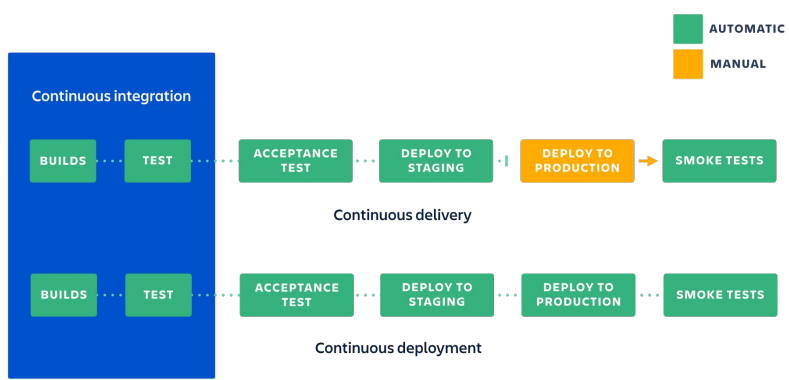 AUTOMATIC
MANUAL
Continuous integration
BUILDS
TEST
ACCEPTANCE
TEST
DEPLOY TO
STAGING
DEPLOY TO
PRODUCTION
SMOKE TESTS
Continuous delivery
BUILDS
TEST
ACCEPTANCE
TEST
DEPLOY TO
STAGING
DEPLOY TO
PRODUCTION
SMOKE TESTS
Continuous deployment